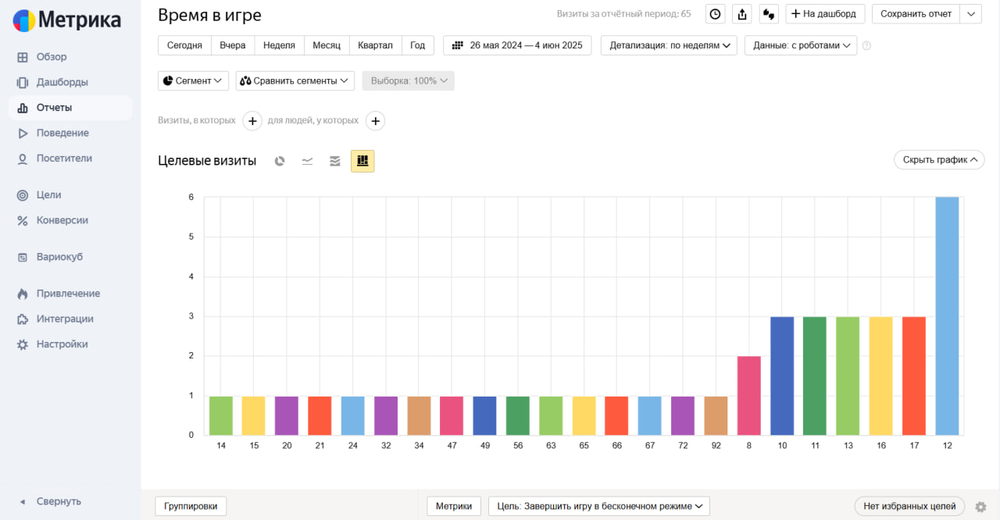 Метрика
Обзор
Дашборды
Отчеты
Поведение
Посетители
Цели
Конверсии
Вариокуб
Привлечение
Интеграции
Настройки
Свернуть
Время в игре
Визиты за отчётный период: 65
+ На дашборд
Сохранить отчет
Сегодня Вчера Неделя Месяц Квартал Год 26 мая 2024 — 4 июн 2025 Детализация: по неделям Данные: с роботами ?
Сегмент Сравнить сегменты Выборка: 100%
Визиты, в которых + для людей, у которых +
Целевые визиты
Скрыть график
6
5
4
3
2
1
0
14 15 20 21 24 32 34 47 49 56 63 65 66 67 72 92 8 10 11 13 16 17 12
Группировки Метрики Цель: Завершить игру в бесконечном режиме Нет избранных целей